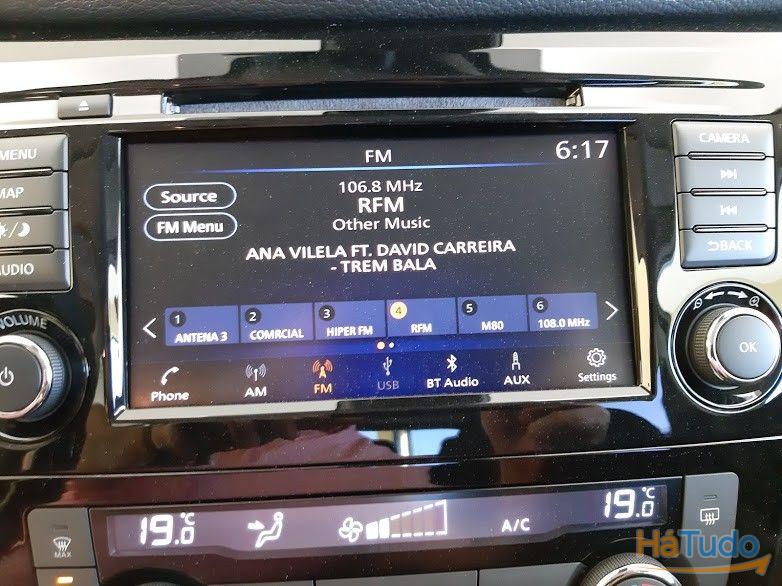 FM
6:17
MENU
CAMERA
Source
106.8 MHz
MAP
RFM
FM Menu
Other Music
ANA VILELA FT. DAVID CARREIRA
- TREM BALA
BACK
AUDIO
1 ANTENA 3
2 COMRCIAL
3 HIPER FM
4 RFM
5 M80
6 108.0 MHz
VOLUME
OK
Phone
AM
FM
USB
BT Audio
AUX
Settings
19.0°C
A/C
19.0°C
MAX
HáTudo